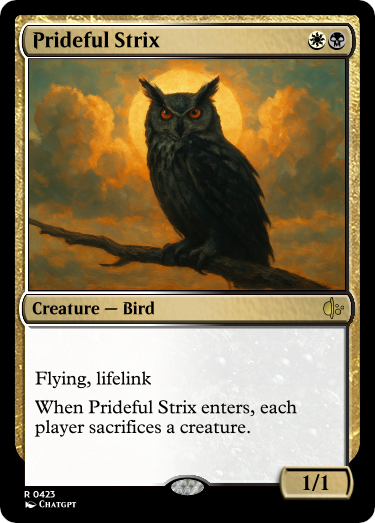 Prideful Strix
Creature — Bird
Flying, lifelink
When Prideful Strix enters, each
player sacrifices a creature.
1/1
R 0423
ChatGPT